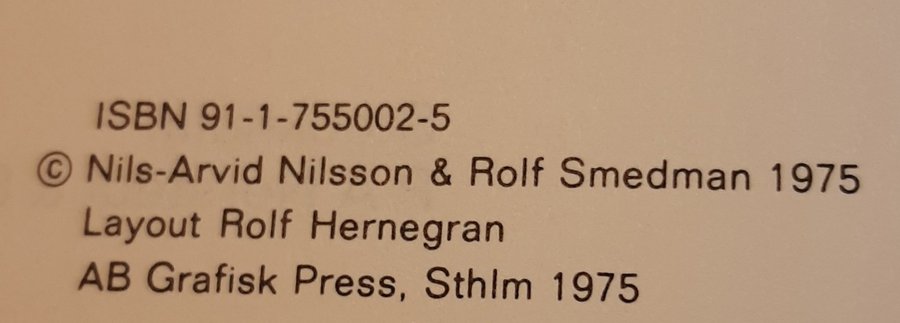 ISBN 91-1-755002-5
© Nils-Arvid Nilsson & Rolf Smedman 1975
Layout Rolf Hernegran
AB Grafisk Press, Sthlm 1975